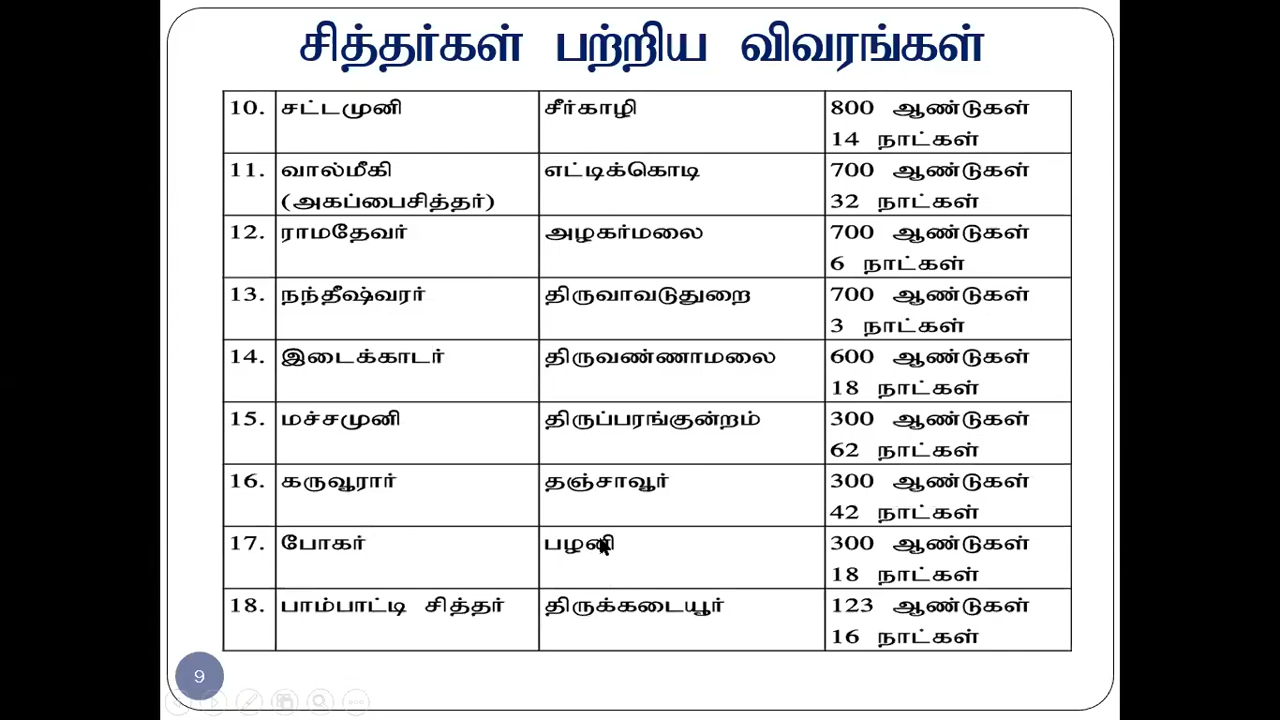 சித்தர்கள் பற்றிய விவரங்கள்
10. சட்டமுனி சீர்காழி 800 ஆண்டுகள்
14 நாட்கள்
11. வால்மீகி எட்டிக்கொடி 700 ஆண்டுகள்
(அகப்பைசித்தர்) 32 நாட்கள்
12. ராமதேவர் அழகர்மலை 700 ஆண்டுகள்
6 நாட்கள்
13. நந்தீஷ்வரர் திருவாவடுதுறை 700 ஆண்டுகள்
3 நாட்கள்
14. இடைக்காடர் திருவண்ணாமலை 600 ஆண்டுகள்
18 நாட்கள்
15. மச்சமுனி திருப்பரங்குன்றம் 300 ஆண்டுகள்
62 நாட்கள்
16. கருவூரார் தஞ்சாவூர் 300 ஆண்டுகள்
42 நாட்கள்
17. போகர் பழனி 300 ஆண்டுகள்
18 நாட்கள்
18. பாம்பாட்டி சித்தர் திருக்கடையூர் 123 ஆண்டுகள்
16 நாட்கள்
9